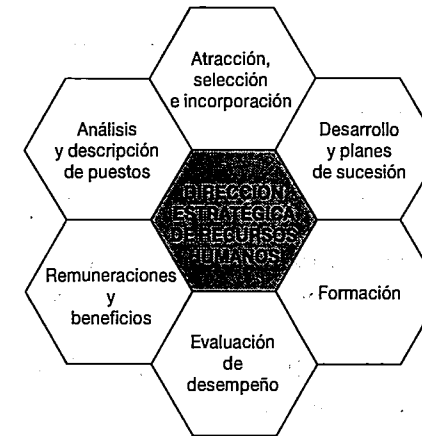 Atracción,
selección
e incorporación
Análisis
y descripción
de puestos
Desarrollo
y planes
de sucesión
DIRECCIÓN
ESTRATÉGICA
DE RECURSOS
HUMANOS
Remuneraciones
y
beneficios
Formación
Evaluación
de
desempeño